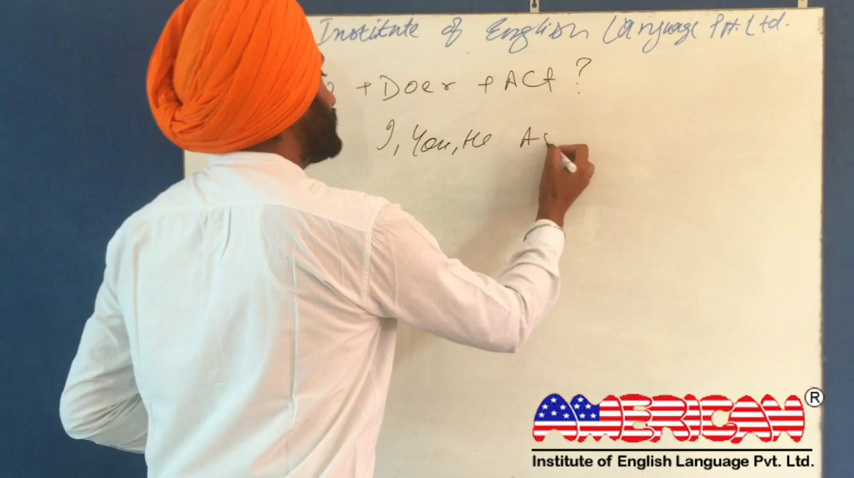 Institute of English Language Pvt. Ltd.
+ Doer + Act ?
I, You, He
AMERICAN ®
Institute of English Language Pvt. Ltd.